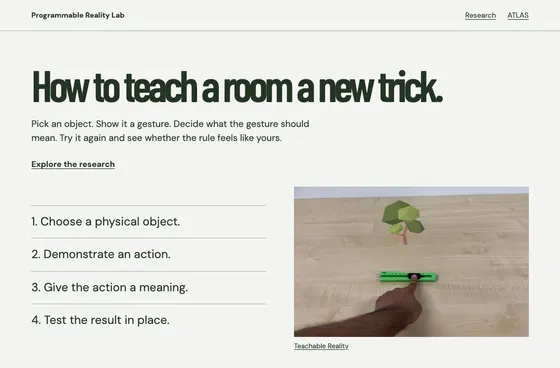 Programmable Reality Lab
Research
ATLAS
How to teach a room a new trick.
Pick an object. Show it a gesture. Decide what the gesture should
mean. Try it again and see whether the rule feels like yours.
Explore the research
1. Choose a physical object.
2. Demonstrate an action.
3. Give the action a meaning.
4. Test the result in place.
Teachable Reality